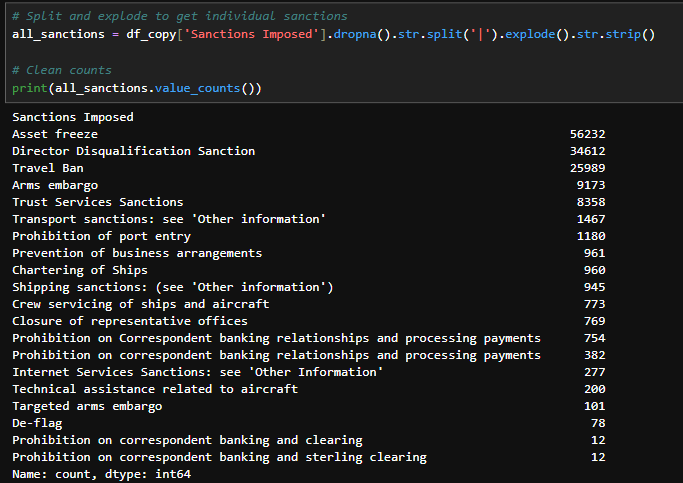 # Split and explode to get individual sanctions
all_sanctions = df_copy['Sanctions Imposed'].dropna().str.split('|').explode().str.strip()
# Clean counts
print(all_sanctions.value_counts())
Sanctions Imposed
Asset freeze 56232
Director Disqualification Sanction 34612
Travel Ban 25989
Arms embargo 9173
Trust Services Sanctions 8358
Transport sanctions: see 'Other information' 1467
Prohibition of port entry 1180
Prevention of business arrangements 961
Chartering of Ships 960
Shipping sanctions: (see 'Other information') 945
Crew servicing of ships and aircraft 773
Closure of representative offices 769
Prohibition on Correspondent banking relationships and processing payments 754
Prohibition on correspondent banking relationships and processing payments 382
Internet Services Sanctions: see 'Other Information' 277
Technical assistance related to aircraft 200
Targeted arms embargo 101
De-flag 78
Prohibition on correspondent banking and clearing 12
Prohibition on correspondent banking and sterling clearing 12
Name: count, dtype: int64